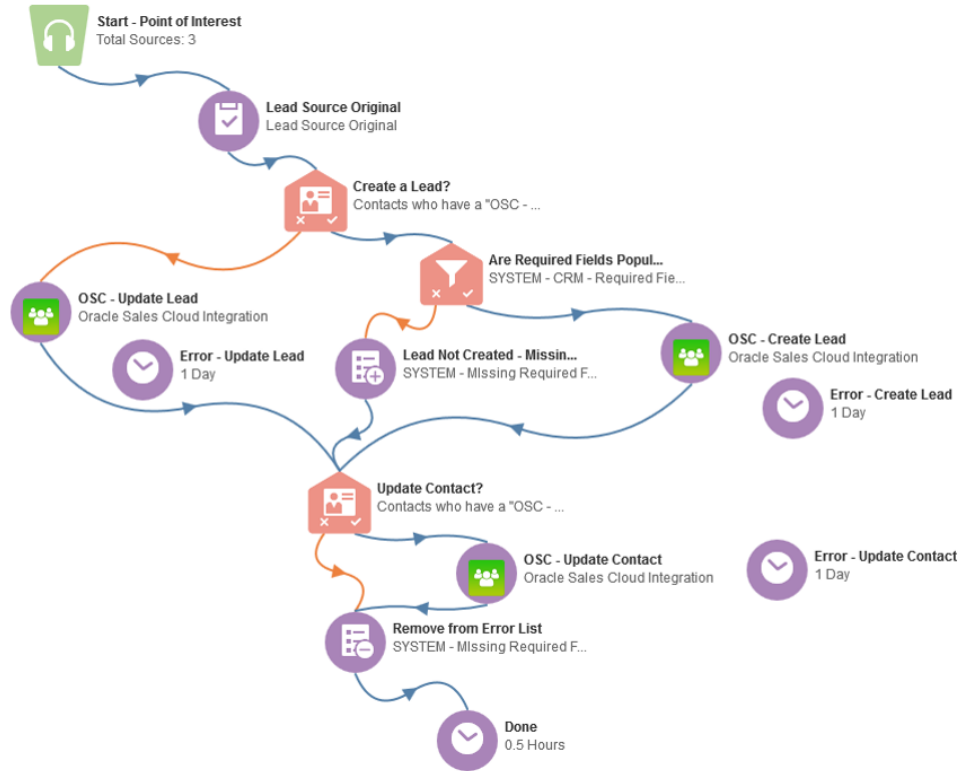 Start - Point of Interest
Total Sources: 3
Lead Source Original
Lead Source Original
Create a Lead?
Contacts who have a "OSC - ...
Are Required Fields Popul...
SYSTEM - CRM - Required Fie...
OSC - Update Lead
Oracle Sales Cloud Integration
OSC - Create Lead
Oracle Sales Cloud Integration
Error - Update Lead
1 Day
Lead Not Created - Missin...
SYSTEM - MIssing Required F...
Error - Create Lead
1 Day
Update Contact?
Contacts who have a "OSC - ...
OSC - Update Contact
Oracle Sales Cloud Integration
Error - Update Contact
1 Day
Remove from Error List
SYSTEM - MIssing Required F...
Done
0.5 Hours